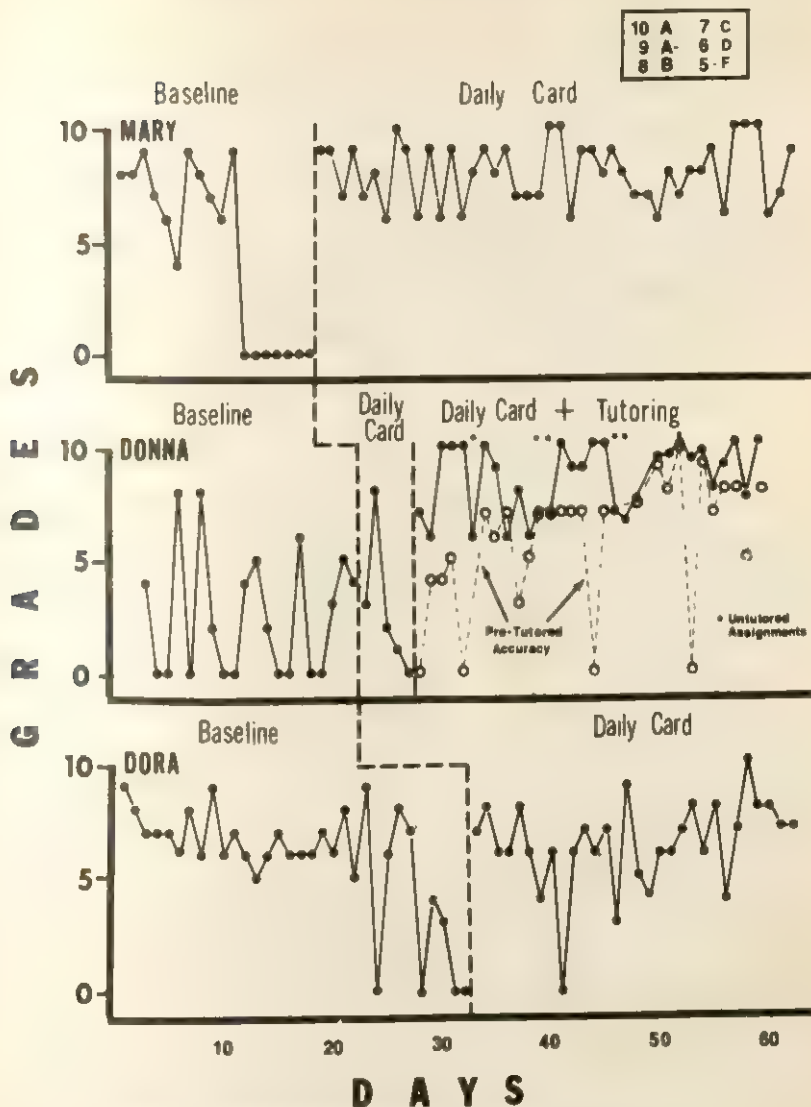 10 A 7 C
9 A- 6 D
8 B 5- F
Baseline
Daily Card
10
MARY
5
0
Baseline
Daily
Card
Daily Card + Tutoring
10
DONNA
5
0
Pre-Tutored
Accuracy
• Untutored
Assignments
Baseline
Daily Card
10
DORA
5
0
10 20 30 40 50 60
GRADES
DAYS